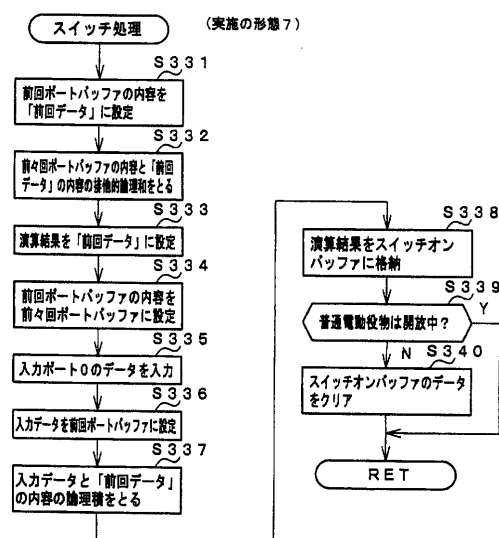 スイッチ処理
(実施の形態7)
S331
前回ポートバッファの内容を
「前回データ」に設定
S332
前々回ポートバッファの内容と「前回
データ」の内容の排他的論理和をとる
S333
演算結果を「前回データ」に設定
S334
前回ポートバッファの内容を
前々回ポートバッファに設定
S335
入力ポート0のデータを入力
S336
入力データを前回ポートバッファに設定
S337
入力データと「前回データ」
の内容の論理積をとる
S338
演算結果をスイッチオン
バッファに格納
S339
普通電動役物は開放中?
Y
N
S340
スイッチオンバッファのデータ
をクリア
RET